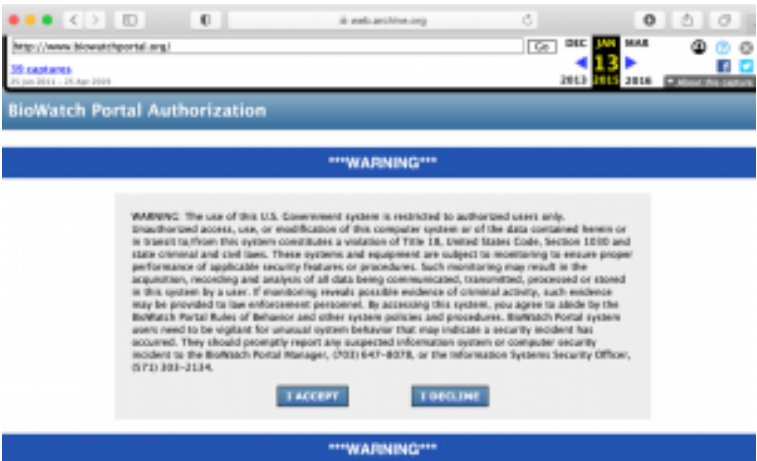 web.archive.org
http://www.biowatchportal.org/
Go
DEC JAN MAR
39 captures
13
25 Jun 2011 - 25 Apr 2019
2013 2015 2016
About this capture
BioWatch Portal Authorization
***WARNING***
WARNING: The use of this U.S. Government system is restricted to authorized users only.
Unauthorized access, use, or modification of this computer system or of the data contained herein or
in transit to/from this system constitutes a violation of Title 18, United States Code, Section 1030 and
state criminal and civil laws. These systems and equipment are subject to monitoring to ensure proper
performance of applicable security features or procedures. Such monitoring may result in the
acquisition, recording and analysis of all data being communicated, transmitted, processed or stored
in this system by a user. If monitoring reveals possible evidence of criminal activity, such evidence
may be provided to law enforcement personnel. By accessing this system, you agree to abide by the
BioWatch Portal Rules of Behavior and other system policies and procedures. BioWatch Portal system
users need to be vigilant for unusual system behavior that may indicate a security incident has
occurred. They should promptly report any suspected information system or computer security
incident to the BioWatch Portal Manager, (703) 647-8078, or the Information Systems Security Officer,
(571) 303-2134.
I ACCEPT
I DECLINE
***WARNING***